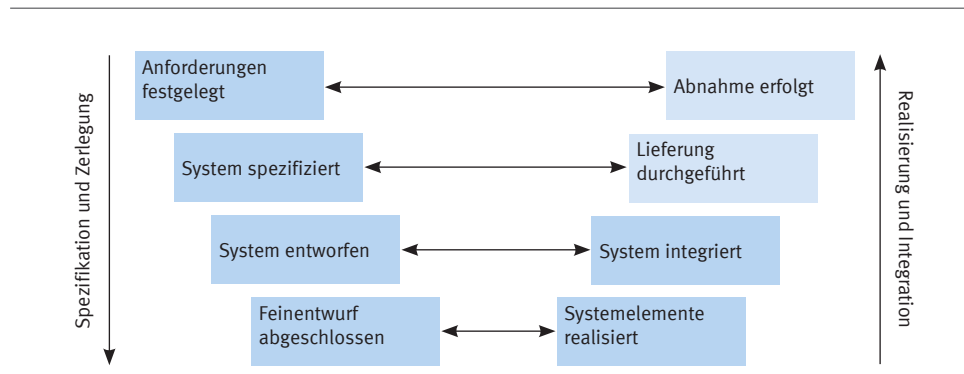 Spezifikation und Zerlegung
Anforderungen
festgelegt
Abnahme erfolgt
System spezifiziert
Lieferung
durchgeführt
System entworfen
System integriert
Feinentwurf
abgeschlossen
Systemelemente
realisiert
Realisierung und Integration